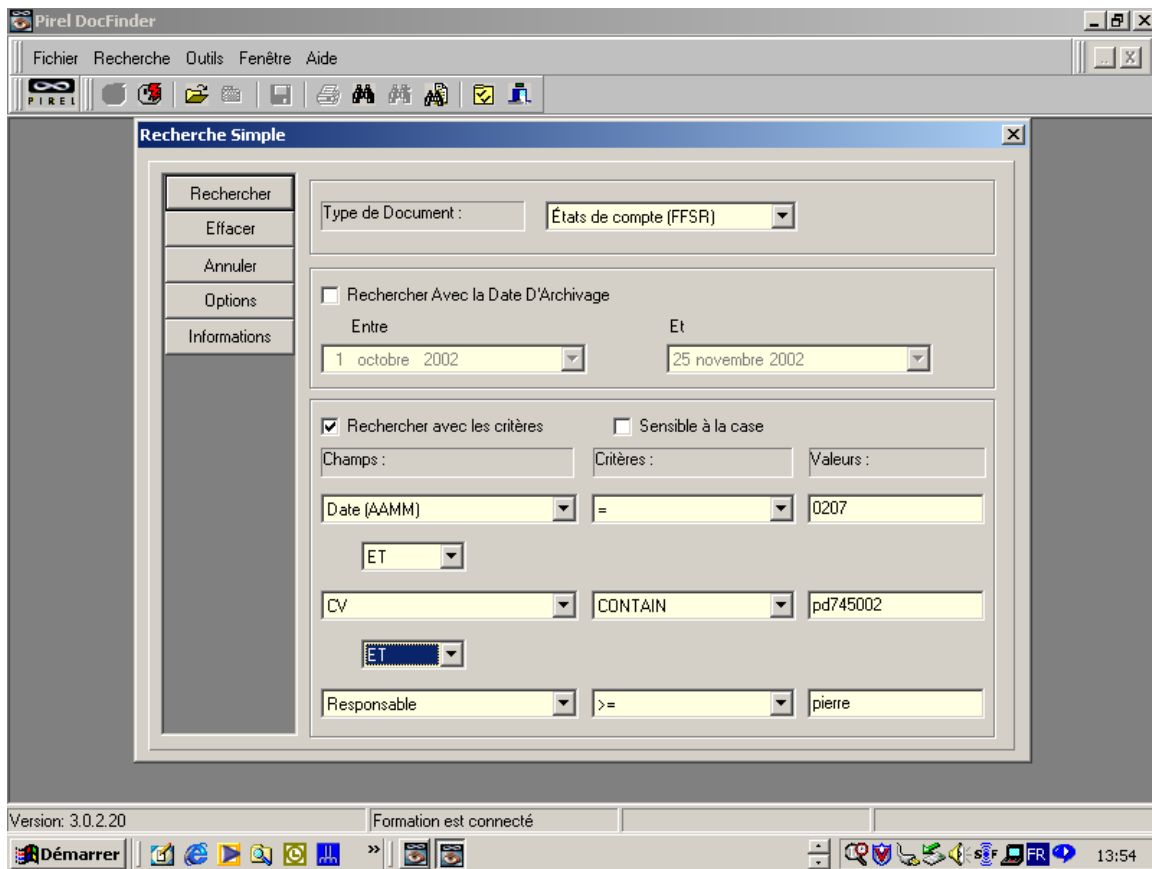 Pirel DocFinder
Fichier Recherche Outils Fenêtre Aide
PIREL
Recherche Simple
Rechercher
Effacer
Annuler
Options
Informations
Type de Document :
États de compte (FFSR)
Rechercher Avec la Date D'Archivage
Entre
Et
1 octobre 2002
25 novembre 2002
Rechercher avec les critères
Sensible à la case
Champs :
Critères :
Valeurs :
Date (AAMM)
=
0207
ET
CV
CONTAIN
pd745002
ET
Responsable
>=
pierre
Version: 3.0.2.20
Formation est connecté
Démarrer
»
FR
13:54